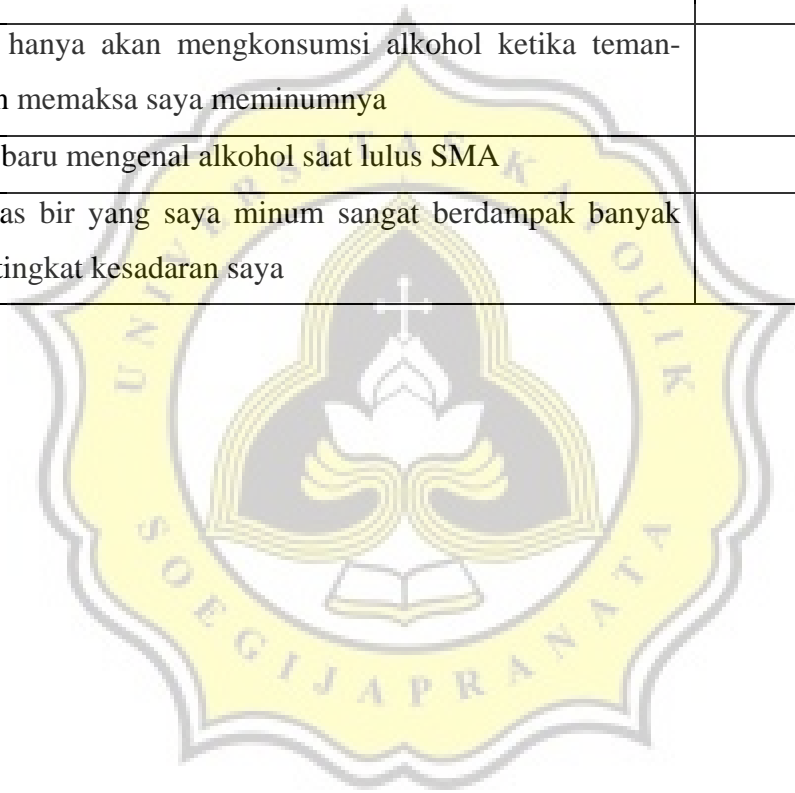 hanya akan mengkonsumsi alkohol ketika teman-
memaksa saya meminumnya
baru mengenal alkohol saat lulus SMA
bir yang saya minum sangat berdampak banyak
tingkat kesadaran saya
UNIVERSITAS KATOLIK
SOEGIJAPRANATA